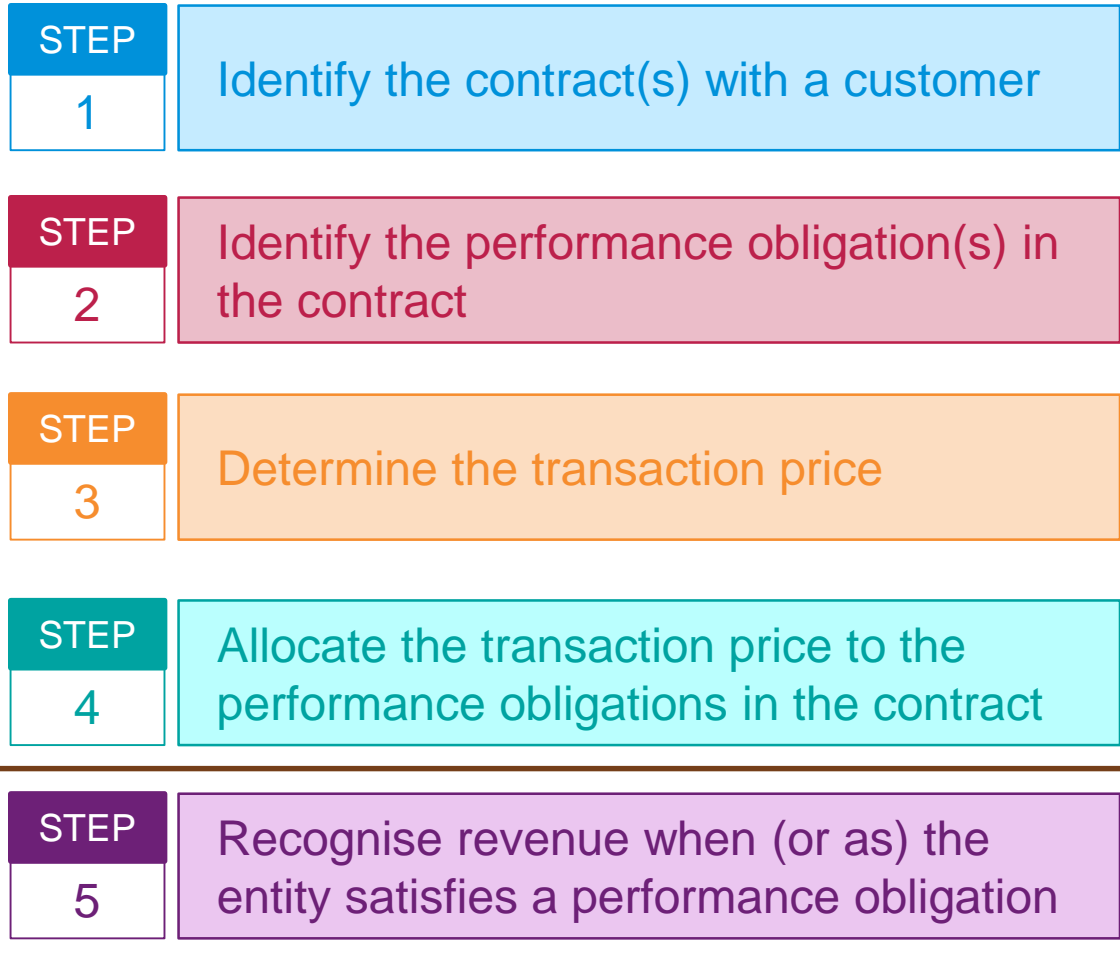 STEP
1
Identify the contract(s) with a customer
STEP
2
Identify the performance obligation(s) in
the contract
STEP
3
Determine the transaction price
STEP
4
Allocate the transaction price to the
performance obligations in the contract
STEP
5
Recognise revenue when (or as) the
entity satisfies a performance obligation